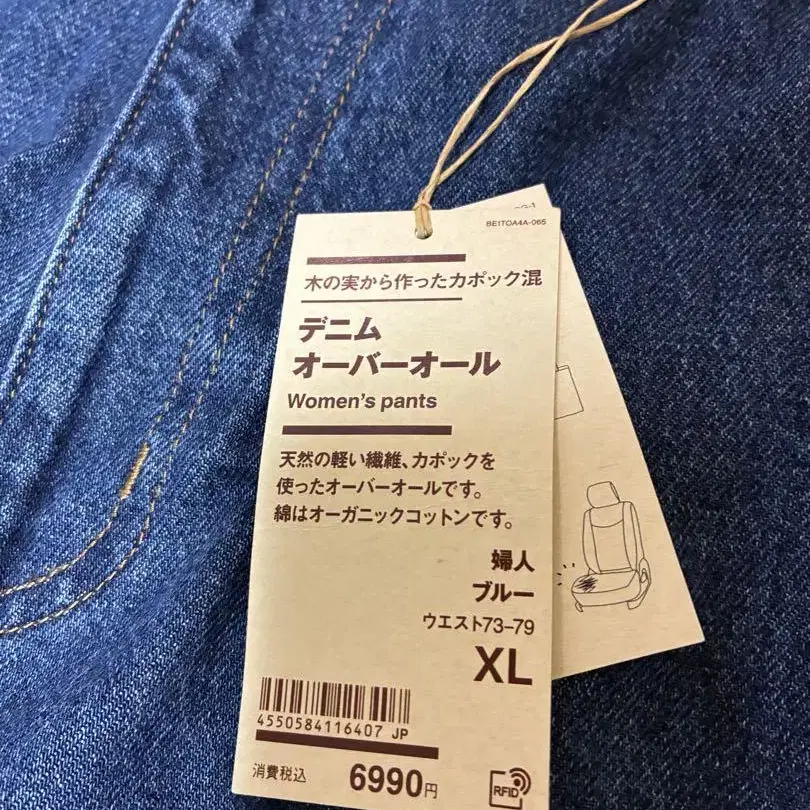 BE1TOA4A-065
木の実から作ったカポック混
デニム
オーバーオール
Women's pants
天然の軽い繊維、カポックを
使ったオーバーオールです。
綿はオーガニックコットンです。
婦人
ブルー
ウエスト73-79
XL
4550584116407 JP
消費税込 6990円
RFID